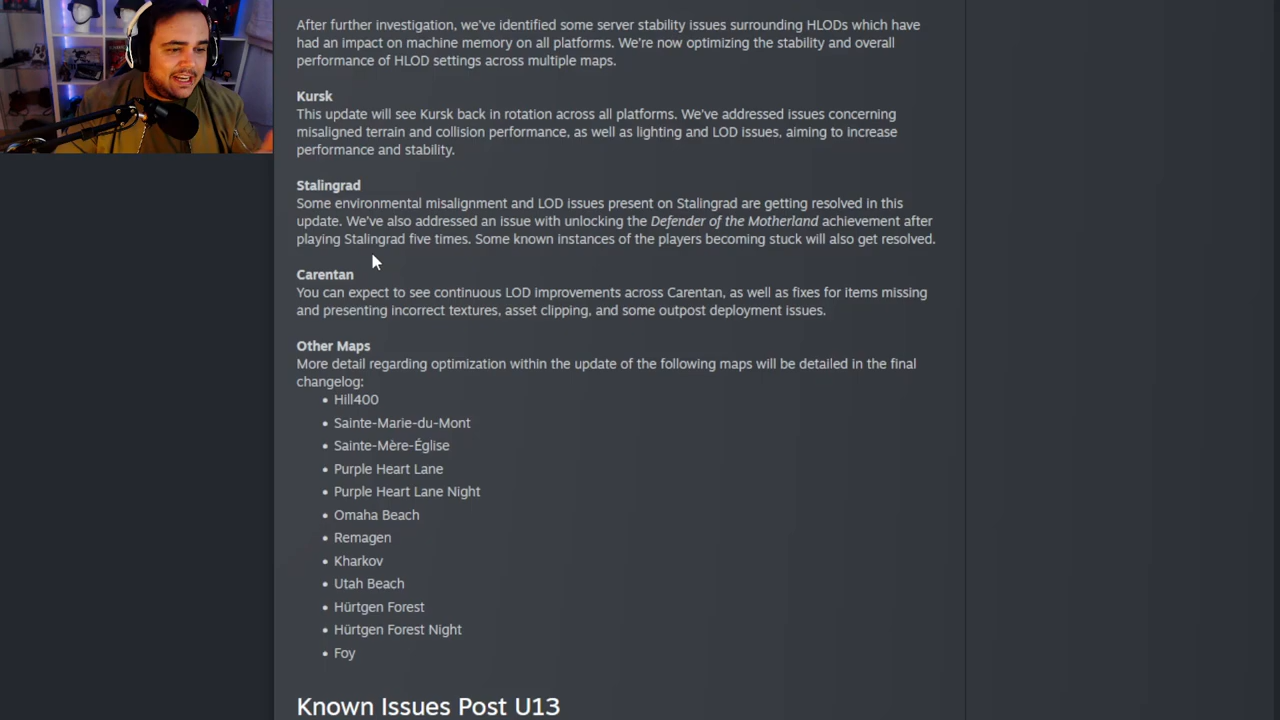 After further investigation, we've identified some server stability issues surrounding HLODs which have
had an impact on machine memory on all platforms. We're now optimizing the stability and overall
performance of HLOD settings across multiple maps.
Kursk
This update will see Kursk back in rotation across all platforms. We've addressed issues concerning
misaligned terrain and collision performance, as well as lighting and LOD issues, aiming to increase
performance and stability.
Stalingrad
Some environmental misalignment and LOD issues present on Stalingrad are getting resolved in this
update. We've also addressed an issue with unlocking the Defender of the Motherland achievement after
playing Stalingrad five times. Some known instances of the players becoming stuck will also get resolved.
Carentan
You can expect to see continuous LOD improvements across Carentan, as well as fixes for items missing
and presenting incorrect textures, asset clipping, and some outpost deployment issues.
Other Maps
More detail regarding optimization within the update of the following maps will be detailed in the final
changelog:
• Hill400
• Sainte-Marie-du-Mont
• Sainte-Mère-Église
• Purple Heart Lane
• Purple Heart Lane Night
• Omaha Beach
• Remagen
• Kharkov
• Utah Beach
• Hürtgen Forest
• Hürtgen Forest Night
• Foy
Known Issues Post U13